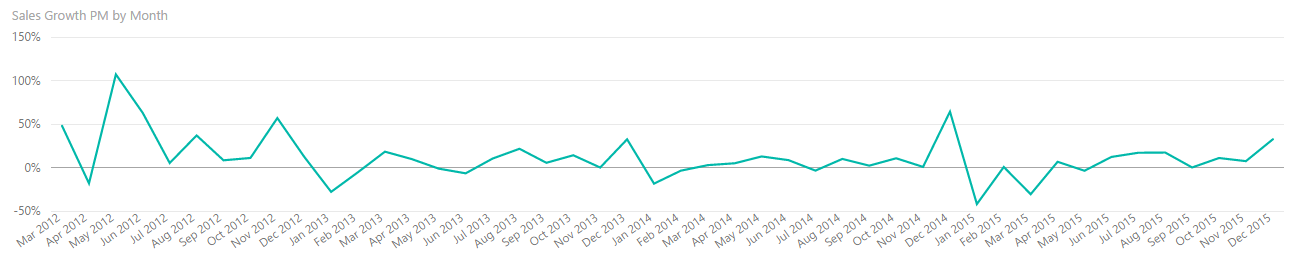 Sales Growth PM by Month
150%
100%
50%
0%
-50%
Mar 2012
Apr 2012
May 2012
Jun 2012
Jul 2012
Aug 2012
Sep 2012
Oct 2012
Nov 2012
Dec 2012
Jan 2013
Feb 2013
Mar 2013
Apr 2013
May 2013
Jun 2013
Jul 2013
Aug 2013
Sep 2013
Oct 2013
Nov 2013
Dec 2013
Jan 2014
Feb 2014
Mar 2014
Apr 2014
May 2014
Jun 2014
Jul 2014
Aug 2014
Sep 2014
Oct 2014
Nov 2014
Dec 2014
Jan 2015
Feb 2015
Mar 2015
Apr 2015
May 2015
Jun 2015
Jul 2015
Aug 2015
Sep 2015
Oct 2015
Nov 2015
Dec 2015